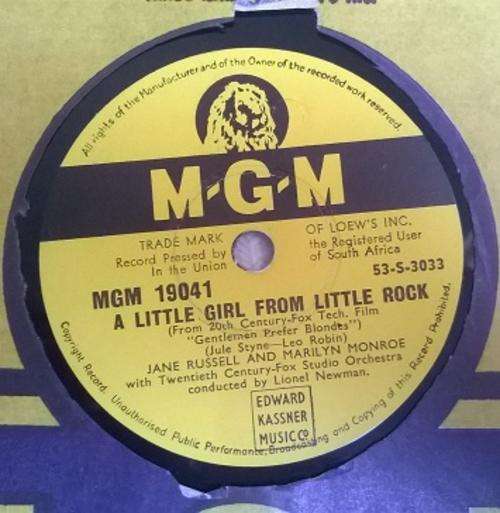 All rights of the Manufacturer and of the Owner of the recorded work reserved.
M-G-M
TRADE MARK
Record Pressed by
In the Union
OF LOEW'S INC.
the Registered User
of South Africa
53-S-3033
MGM 19041
A LITTLE GIRL FROM LITTLE ROCK
(From 20th Century-Fox Tech. Film
"Gentlemen Prefer Blondes")
(Jule Styne—Leo Robin)
JANE RUSSELL AND MARILYN MONROE
with Twentieth Century-Fox Studio Orchestra
conducted by Lionel Newman.
EDWARD
KASSNER
MUSIC Co
Copyright Record. Unauthorised Public Performance, Broadcasting and Copying of this Record Prohibited.